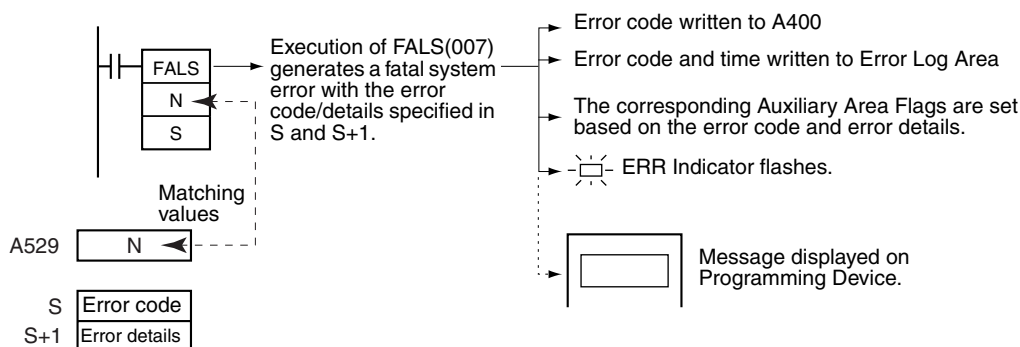 FALS
N
S
Execution of FALS(007)
generates a fatal system
error with the error
code/details specified in
S and S+1.
Error code written to A400
Error code and time written to Error Log Area
The corresponding Auxiliary Area Flags are set
based on the error code and error details.
ERR Indicator flashes.
Message displayed on
Programming Device.
Matching
values
A529 N
S Error code
S+1 Error details